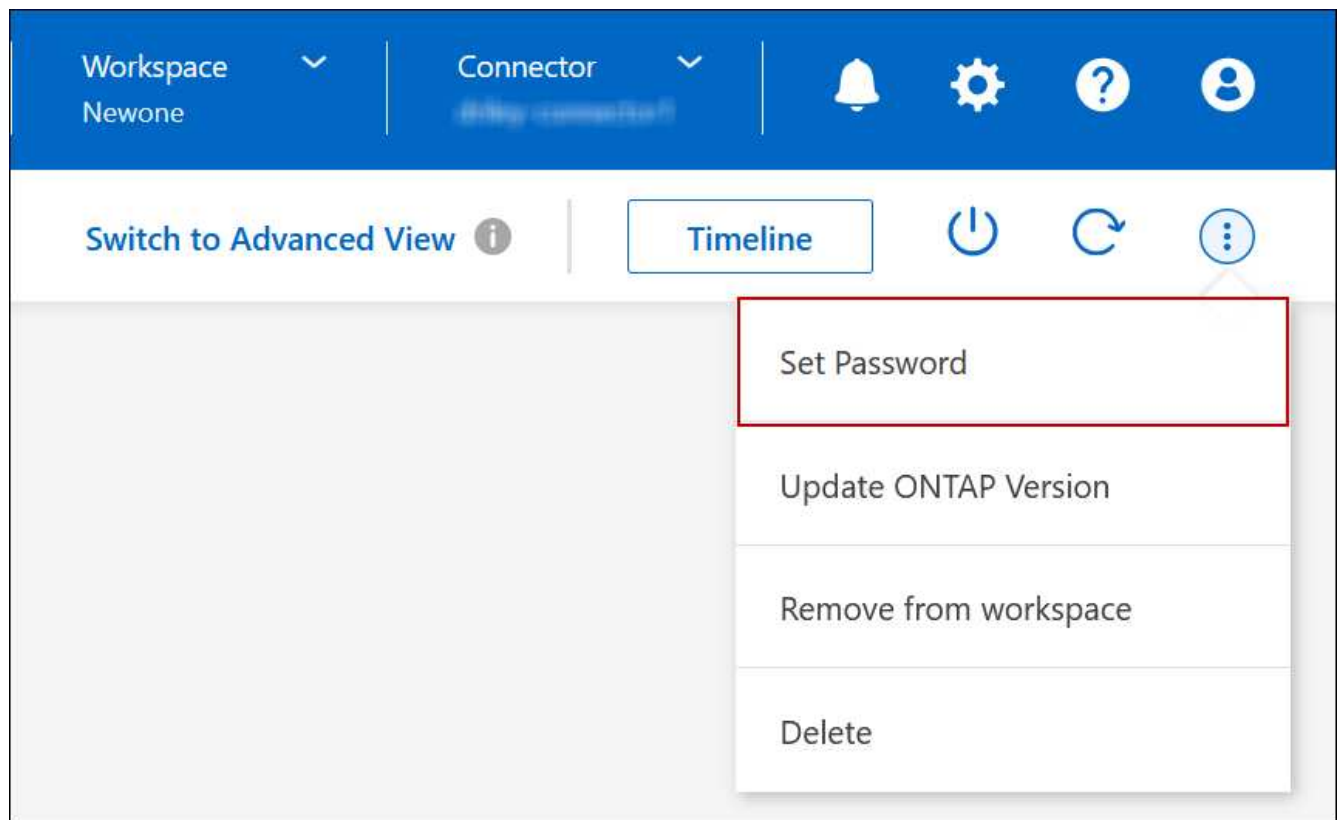 Workspace
Newone
Connector
Switch to Advanced View
Timeline
Set Password
Update ONTAP Version
Remove from workspace
Delete